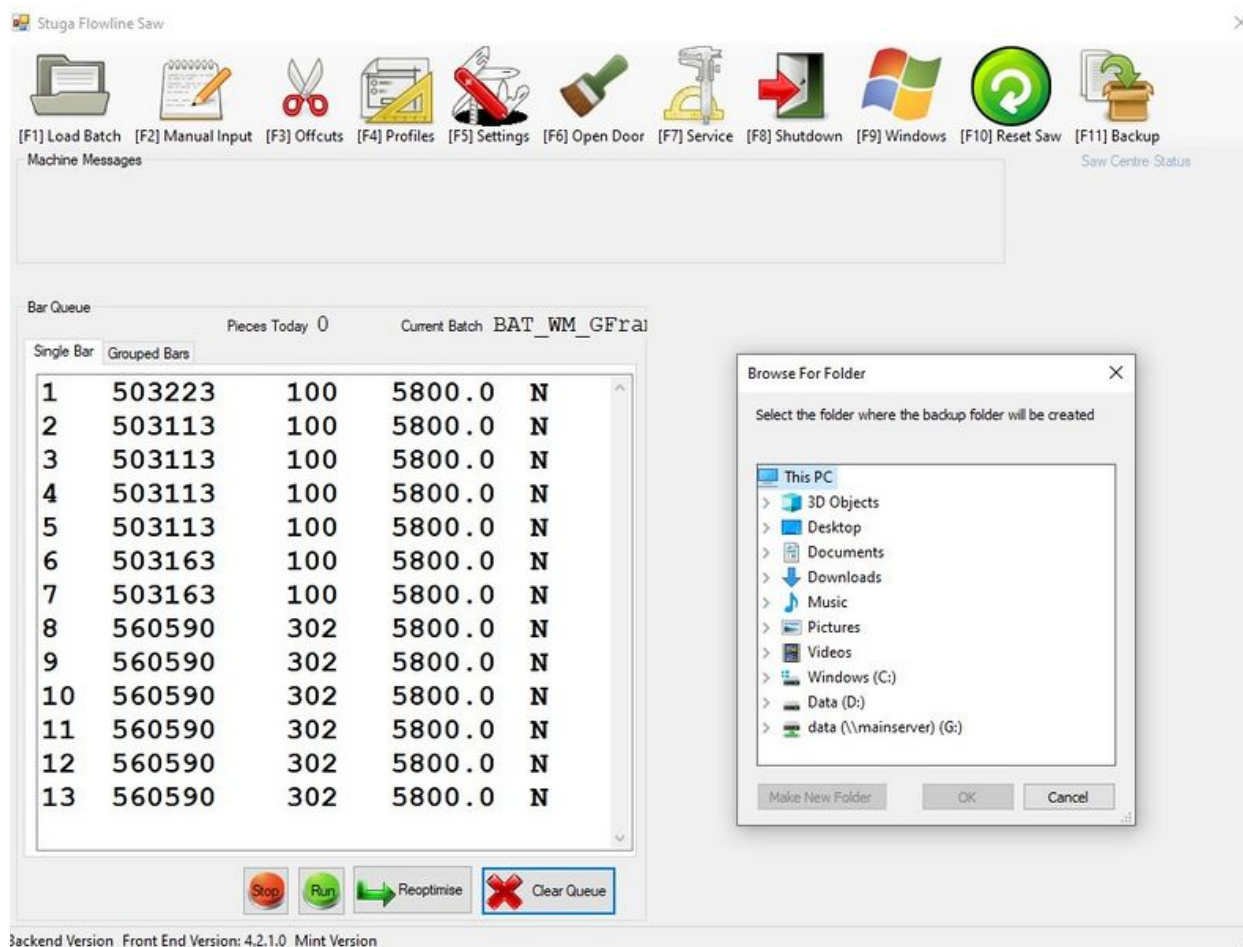 Stuga Flowline Saw
[F1] Load Batch [F2] Manual Input [F3] Offcuts [F4] Profiles [F5] Settings [F6] Open Door [F7] Service [F8] Shutdown [F9] Windows [F10] Reset Saw [F11] Backup
Machine Messages
Saw Centre Status
Bar Queue
Pieces Today 0 Current Batch BAT_WM_GFra
Single Bar Grouped Bars
1 503223 100 5800.0 N
2 503113 100 5800.0 N
3 503113 100 5800.0 N
4 503113 100 5800.0 N
5 503113 100 5800.0 N
6 503163 100 5800.0 N
7 503163 100 5800.0 N
8 560590 302 5800.0 N
9 560590 302 5800.0 N
10 560590 302 5800.0 N
11 560590 302 5800.0 N
12 560590 302 5800.0 N
13 560590 302 5800.0 N
Stop Run Reoptimise Clear Queue
Browse For Folder
Select the folder where the backup folder will be created
This PC
3D Objects
Desktop
Documents
Downloads
Music
Pictures
Videos
Windows (C:)
Data (D:)
data (\\mainserver) (G:)
Make New Folder OK Cancel
Backend Version Front End Version: 4.2.1.0 Mint Version